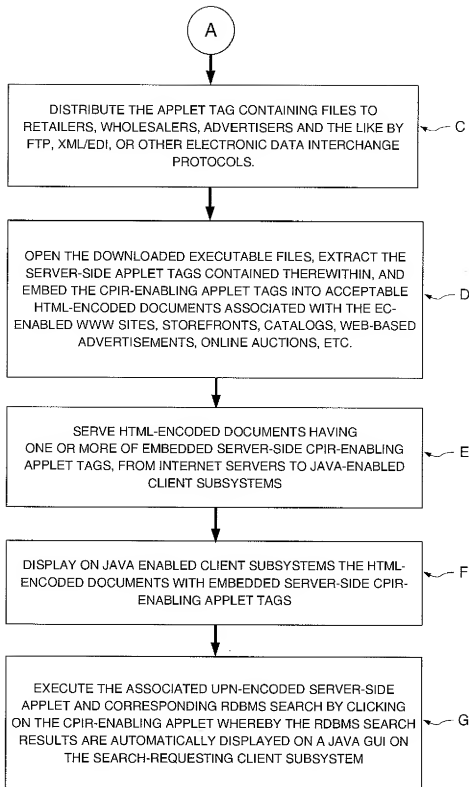 A
DISTRIBUTE THE APPLET TAG CONTAINING FILES TO
RETAILERS, WHOLESALERS, ADVERTISERS AND THE LIKE BY
FTP, XML/EDI, OR OTHER ELECTRONIC DATA INTERCHANGE
PROTOCOLS.
C
OPEN THE DOWNLOADED EXECUTABLE FILES, EXTRACT THE
SERVER-SIDE APPLET TAGS CONTAINED THEREWITHIN, AND
EMBED THE CPIR-ENABLING APPLET TAGS INTO ACCEPTABLE
HTML-ENCODED DOCUMENTS ASSOCIATED WITH THE EC-
ENABLED WWW SITES, STOREFRONTS, CATALOGS, WEB-BASED
ADVERTISEMENTS, ONLINE AUCTIONS, ETC.
D
SERVE HTML-ENCODED DOCUMENTS HAVING
ONE OR MORE OF EMBEDDED SERVER-SIDE CPIR-ENABLING
APPLET TAGS, FROM INTERNET SERVERS TO JAVA-ENABLED
CLIENT SUBSYSTEMS
E
DISPLAY ON JAVA ENABLED CLIENT SUBSYSTEMS THE HTML-
ENCODED DOCUMENTS WITH EMBEDDED SERVER-SIDE CPIR-
ENABLING APPLET TAGS
F
EXECUTE THE ASSOCIATED UPN-ENCODED SERVER-SIDE
APPLET AND CORRESPONDING RDBMS SEARCH BY CLICKING
ON THE CPIR-ENABLING APPLET WHEREBY THE RDBMS SEARCH
RESULTS ARE AUTOMATICALLY DISPLAYED ON A JAVA GUI ON
THE SEARCH-REQUESTING CLIENT SUBSYSTEM
G